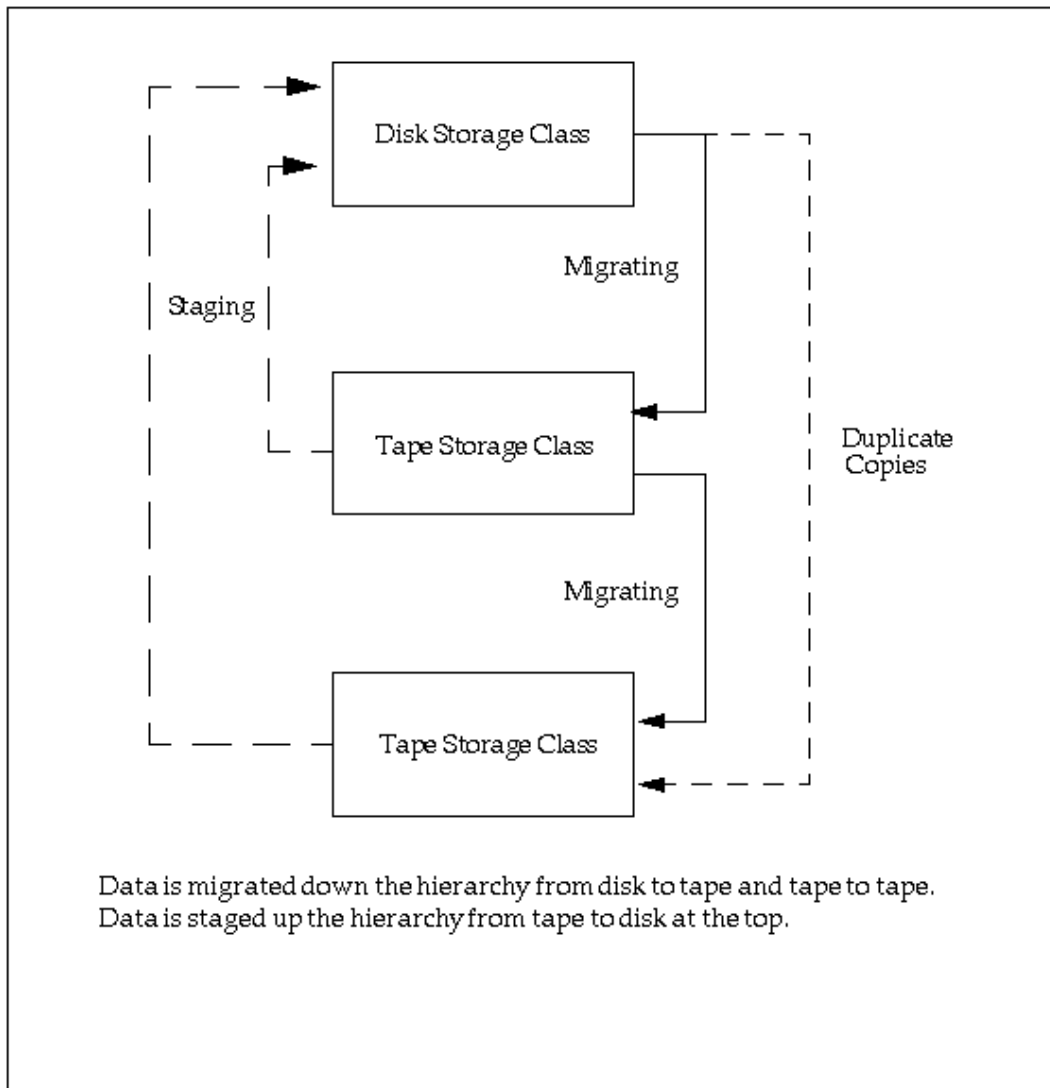 Disk Storage Class
Migrating
Staging
Tape Storage Class
Duplicate
Copies
Migrating
Tape Storage Class
Data is migrated down the hierarchy from disk to tape and tape to tape.
Data is staged up the hierarchy from tape to disk at the top.